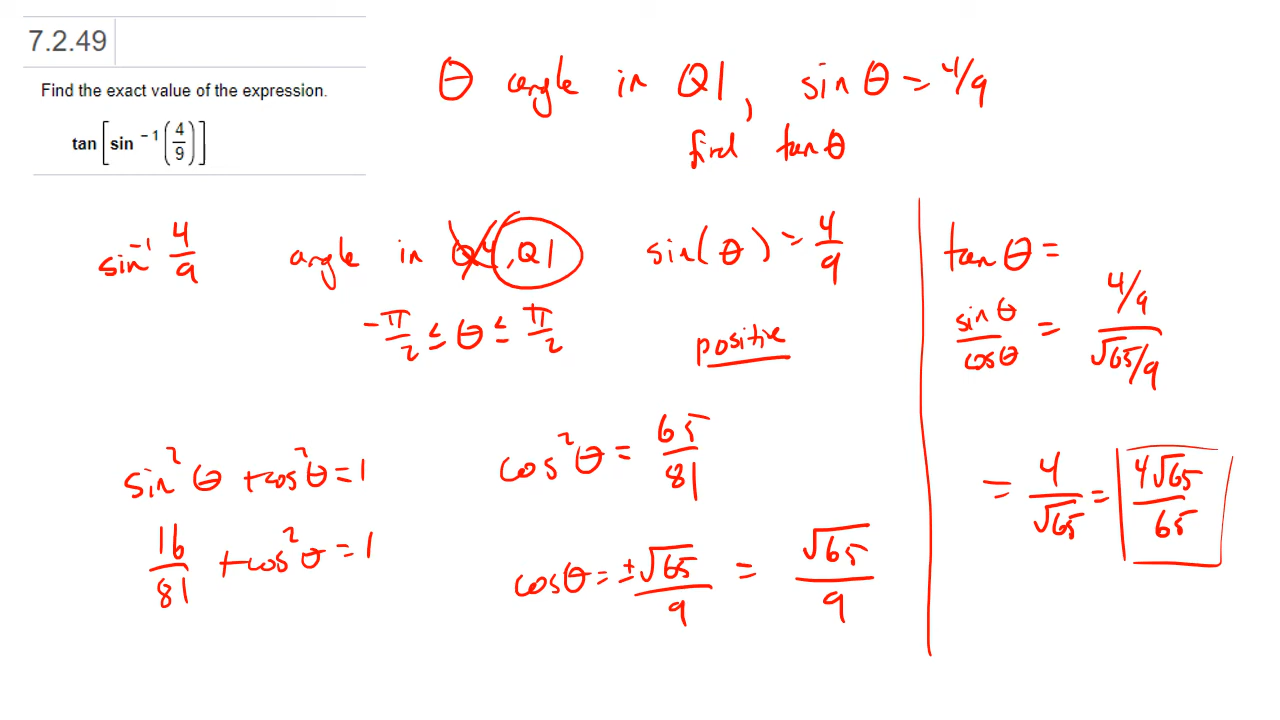 7.2.49
Find the exact value of the expression.
tan [sin⁻¹(4/9)]
θ angle in Q1, sin θ = 4/9
find tan θ
sin⁻¹ 4/9 angle in Q4, Q1 sin(θ) = 4/9
-π/2 ≤ θ ≤ π/2
positive
sin²θ + cos²θ = 1
16/81 + cos²θ = 1
cos²θ = 65/81
cosθ = ±√65/9 = √65/9
tan θ =
sinθ/cosθ = (4/9)/(√65/9)
= 4/√65 = 4√65/65